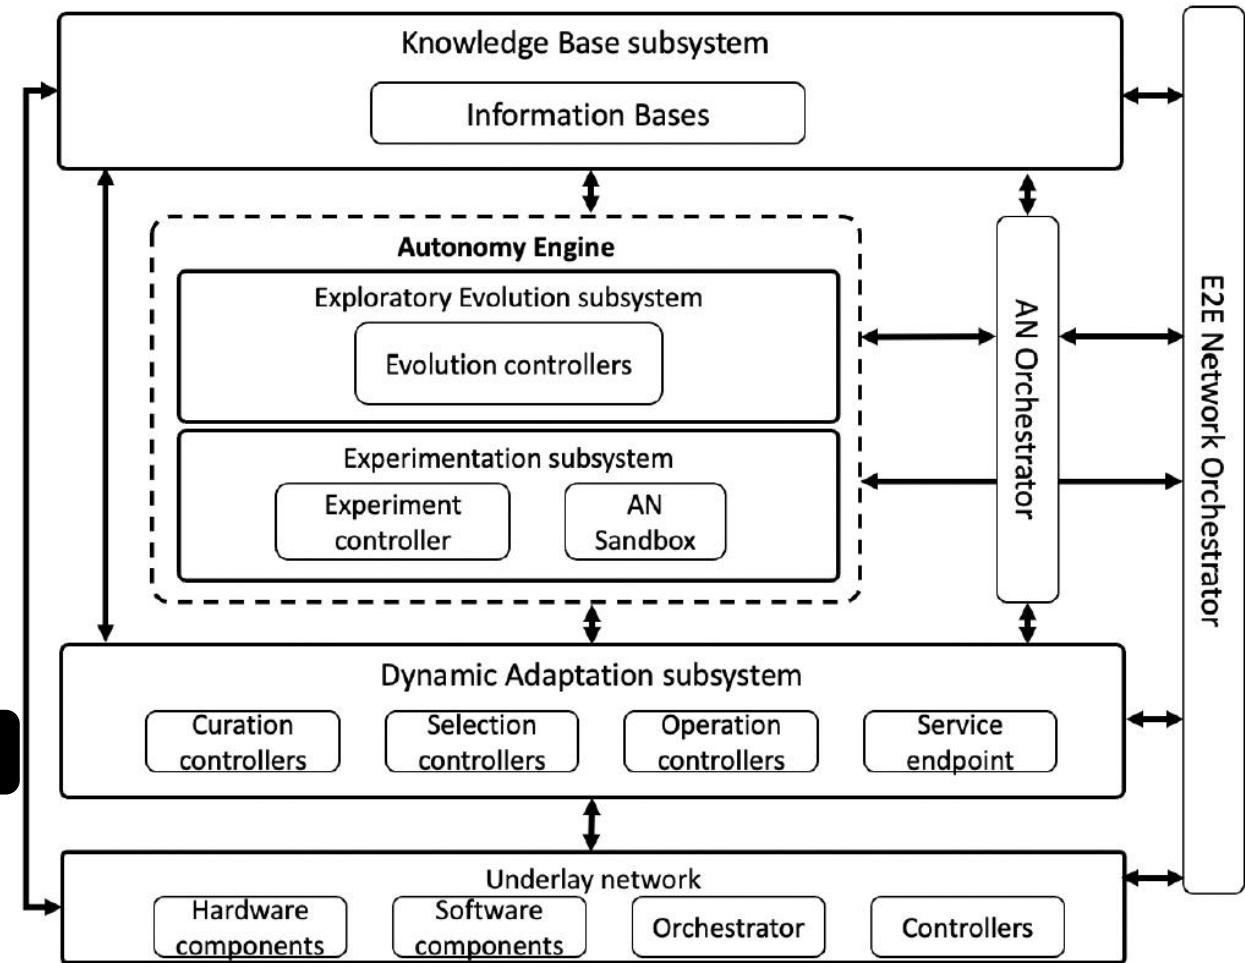 Knowledge Base subsystem
Information Bases
Autonomy Engine
Exploratory Evolution subsystem
Evolution controllers
Experimentation subsystem
Experiment
controller
AN
Sandbox
AN Orchestrator
E2E Network Orchestrator
Dynamic Adaptation subsystem
Curation
controllers
Selection
controllers
Operation
controllers
Service
endpoint
Underlay network
Hardware
components
Software
components
Orchestrator
Controllers